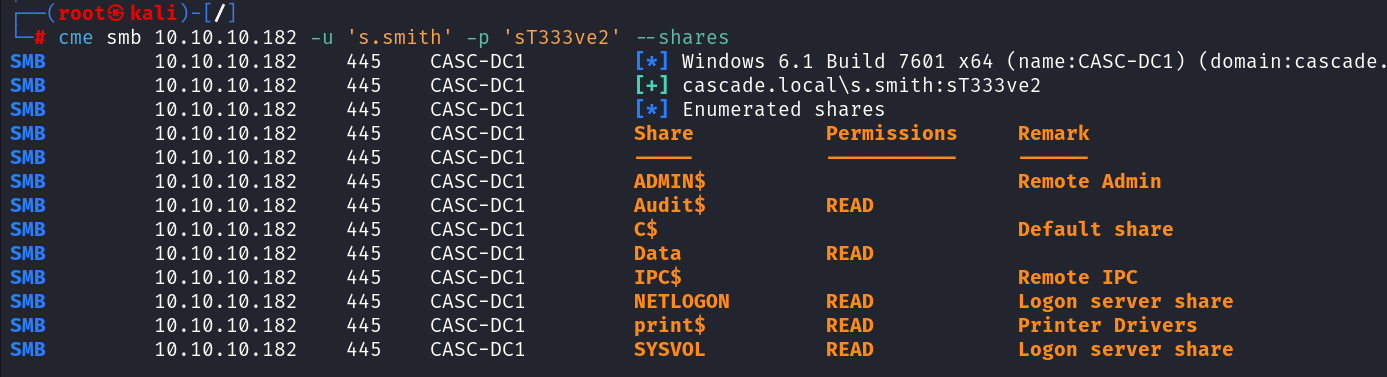 ┌──(root㉿kali)-[/]
└─# cme smb 10.10.10.182 -u 's.smith' -p 'sT333ve2' --shares
SMB 10.10.10.182 445 CASC-DC1 [*] Windows 6.1 Build 7601 x64 (name:CASC-DC1) (domain:cascade.
SMB 10.10.10.182 445 CASC-DC1 [+] cascade.local\s.smith:sT333ve2
SMB 10.10.10.182 445 CASC-DC1 [*] Enumerated shares
SMB 10.10.10.182 445 CASC-DC1 Share Permissions Remark
SMB 10.10.10.182 445 CASC-DC1 ----- ----------- ------
SMB 10.10.10.182 445 CASC-DC1 ADMIN$ Remote Admin
SMB 10.10.10.182 445 CASC-DC1 Audit$ READ
SMB 10.10.10.182 445 CASC-DC1 C$ Default share
SMB 10.10.10.182 445 CASC-DC1 Data READ
SMB 10.10.10.182 445 CASC-DC1 IPC$ Remote IPC
SMB 10.10.10.182 445 CASC-DC1 NETLOGON READ Logon server share
SMB 10.10.10.182 445 CASC-DC1 print$ READ Printer Drivers
SMB 10.10.10.182 445 CASC-DC1 SYSVOL READ Logon server share